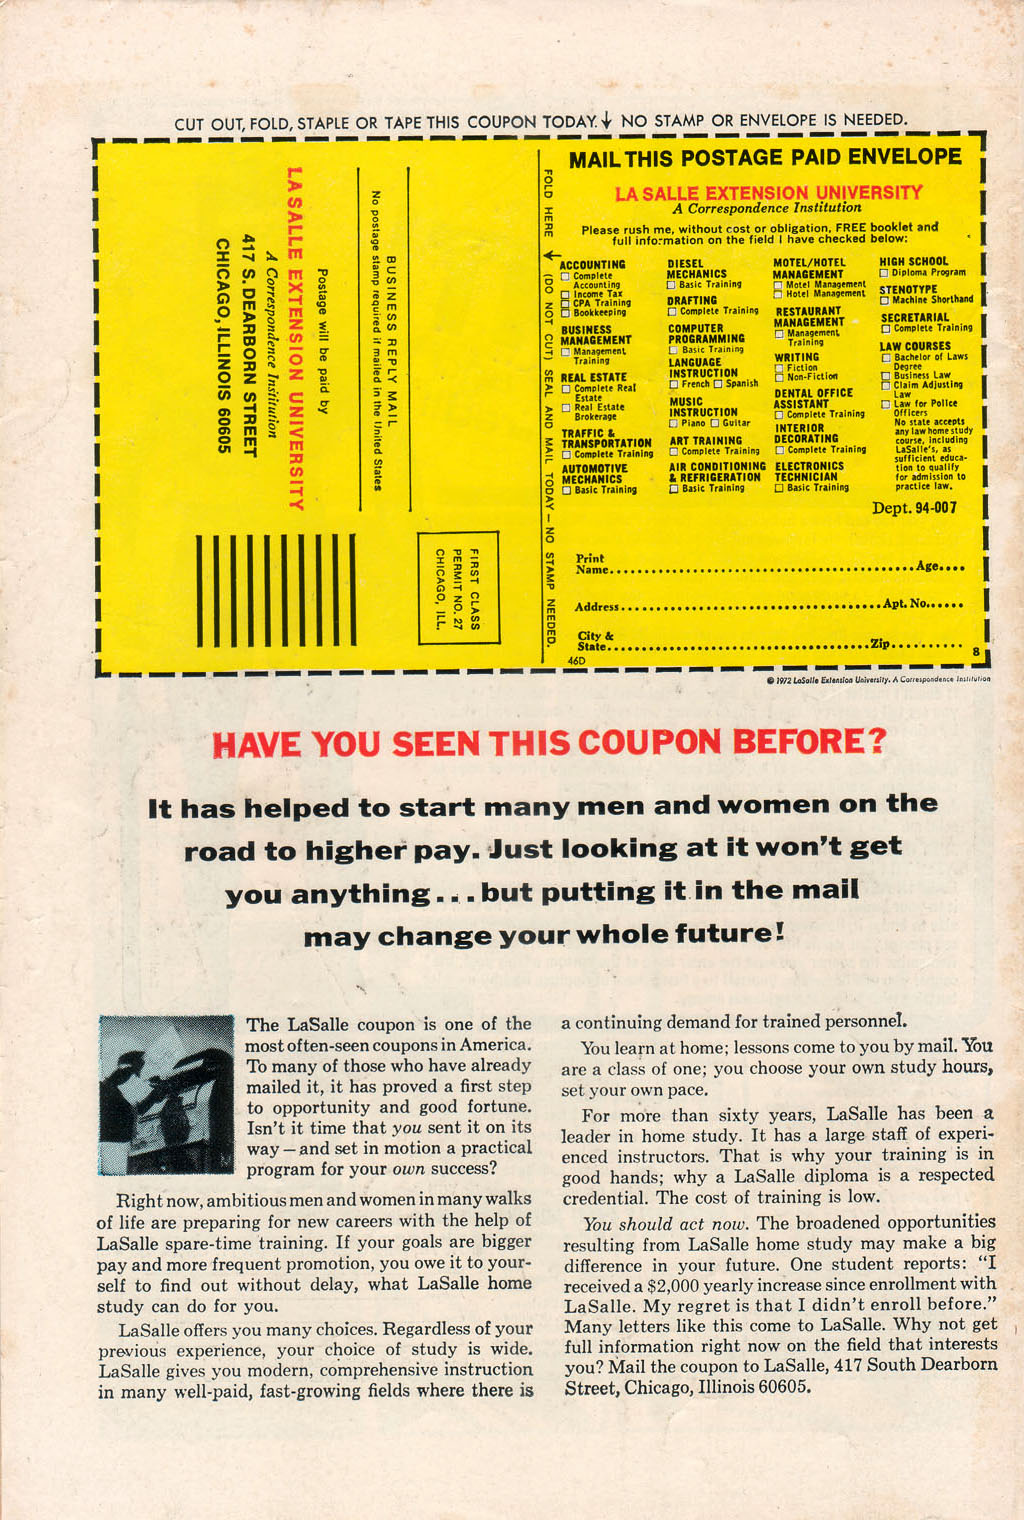 CUT OUT, FOLD, STAPLE OR TAPE THIS COUPON TODAY. ↓ NO STAMP OR ENVELOPE IS NEEDED.
FIRST CLASS
PERMIT NO. 27
CHICAGO, ILL.
BUSINESS REPLY MAIL
No postage stamp required if mailed in the United States
Postage will be paid by
LA SALLE EXTENSION UNIVERSITY
A Correspondence Institution
417 S. DEARBORN STREET
CHICAGO, ILLINOIS 60605
FOLD HERE ↓ (DO NOT CUT) SEAL AND MAIL TODAY – NO STAMP NEEDED.
MAIL THIS POSTAGE PAID ENVELOPE
LA SALLE EXTENSION UNIVERSITY
A Correspondence Institution
Please rush me, without cost or obligation, FREE booklet and
full information on the field I have checked below:
ACCOUNTING
☐ Complete
Accounting
☐ Income Tax
☐ CPA Training
☐ Bookkeeping
BUSINESS
MANAGEMENT
☐ Management
Training
REAL ESTATE
☐ Complete Real
Estate
☐ Real Estate
Brokerage
TRAFFIC &
TRANSPORTATION
☐ Complete Training
AUTOMOTIVE
MECHANICS
☐ Basic Training
DIESEL
MECHANICS
☐ Basic Training
DRAFTING
☐ Complete Training
COMPUTER
PROGRAMMING
☐ Basic Training
LANGUAGE
INSTRUCTION
☐ French ☐ Spanish
MUSIC
INSTRUCTION
☐ Piano ☐ Guitar
ART TRAINING
☐ Complete Training
AIR CONDITIONING
& REFRIGERATION
☐ Basic Training
MOTEL/HOTEL
MANAGEMENT
☐ Motel Management
☐ Hotel Management
RESTAURANT
MANAGEMENT
☐ Management
Training
WRITING
☐ Fiction
☐ Non-Fiction
DENTAL OFFICE
ASSISTANT
☐ Complete Training
INTERIOR
DECORATING
☐ Complete Training
ELECTRONICS
TECHNICIAN
☐ Basic Training
HIGH SCHOOL
☐ Diploma Program
STENOTYPE
☐ Machine Shorthand
SECRETARIAL
☐ Complete Training
LAW COURSES
☐ Bachelor of Laws
Degree
☐ Business Law
☐ Claim Adjusting
Law
☐ Law for Police
Officers
No state accepts
any law home study
course, including
LaSalle's, as
sufficient educa-
tion to qualify
for admission to
practice law.
Dept. 94-007
Print
Name........................................Age....
Address....................................Apt. No......
City &
State....................................Zip..........
46D 8
© 1972 LaSalle Extension University. A Correspondence Institution
HAVE YOU SEEN THIS COUPON BEFORE?
It has helped to start many men and women on the
road to higher pay. Just looking at it won't get
you anything... but putting it in the mail
may change your whole future!
The LaSalle coupon is one of the
most often-seen coupons in America.
To many of those who have already
mailed it, it has proved a first step
to opportunity and good fortune.
Isn't it time that you sent it on its
way — and set in motion a practical
program for your own success?
Right now, ambitious men and women in many walks
of life are preparing for new careers with the help of
LaSalle spare-time training. If your goals are bigger
pay and more frequent promotion, you owe it to your-
self to find out without delay, what LaSalle home
study can do for you.
LaSalle offers you many choices. Regardless of your
previous experience, your choice of study is wide.
LaSalle gives you modern, comprehensive instruction
in many well-paid, fast-growing fields where there is
a continuing demand for trained personnel.
You learn at home; lessons come to you by mail. You
are a class of one; you choose your own study hours,
set your own pace.
For more than sixty years, LaSalle has been a
leader in home study. It has a large staff of experi-
enced instructors. That is why your training is in
good hands; why a LaSalle diploma is a respected
credential. The cost of training is low.
You should act now. The broadened opportunities
resulting from LaSalle home study may make a big
difference in your future. One student reports: "I
received a $2,000 yearly increase since enrollment with
LaSalle. My regret is that I didn't enroll before."
Many letters like this come to LaSalle. Why not get
full information right now on the field that interests
you? Mail the coupon to LaSalle, 417 South Dearborn
Street, Chicago, Illinois 60605.